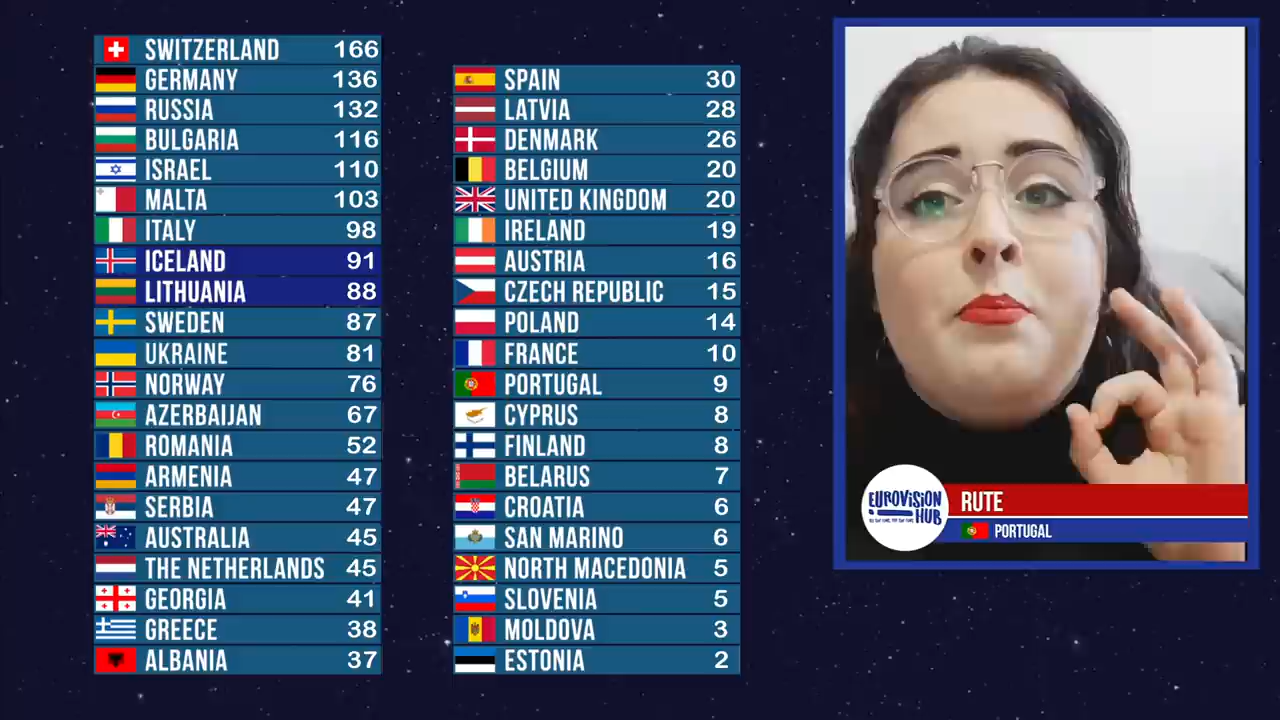 SWITZERLAND 166
GERMANY 136
RUSSIA 132
BULGARIA 116
ISRAEL 110
MALTA 103
ITALY 98
ICELAND 91
LITHUANIA 88
SWEDEN 87
UKRAINE 81
NORWAY 76
AZERBAIJAN 67
ROMANIA 52
ARMENIA 47
SERBIA 47
AUSTRALIA 45
THE NETHERLANDS 45
GEORGIA 41
GREECE 38
ALBANIA 37
SPAIN 30
LATVIA 28
DENMARK 26
BELGIUM 20
UNITED KINGDOM 20
IRELAND 19
AUSTRIA 16
CZECH REPUBLIC 15
POLAND 14
FRANCE 10
PORTUGAL 9
CYPRUS 8
FINLAND 8
BELARUS 7
CROATIA 6
SAN MARINO 6
NORTH MACEDONIA 5
SLOVENIA 5
MOLDOVA 3
ESTONIA 2
EUROVISION
HUB
RUTE
PORTUGAL